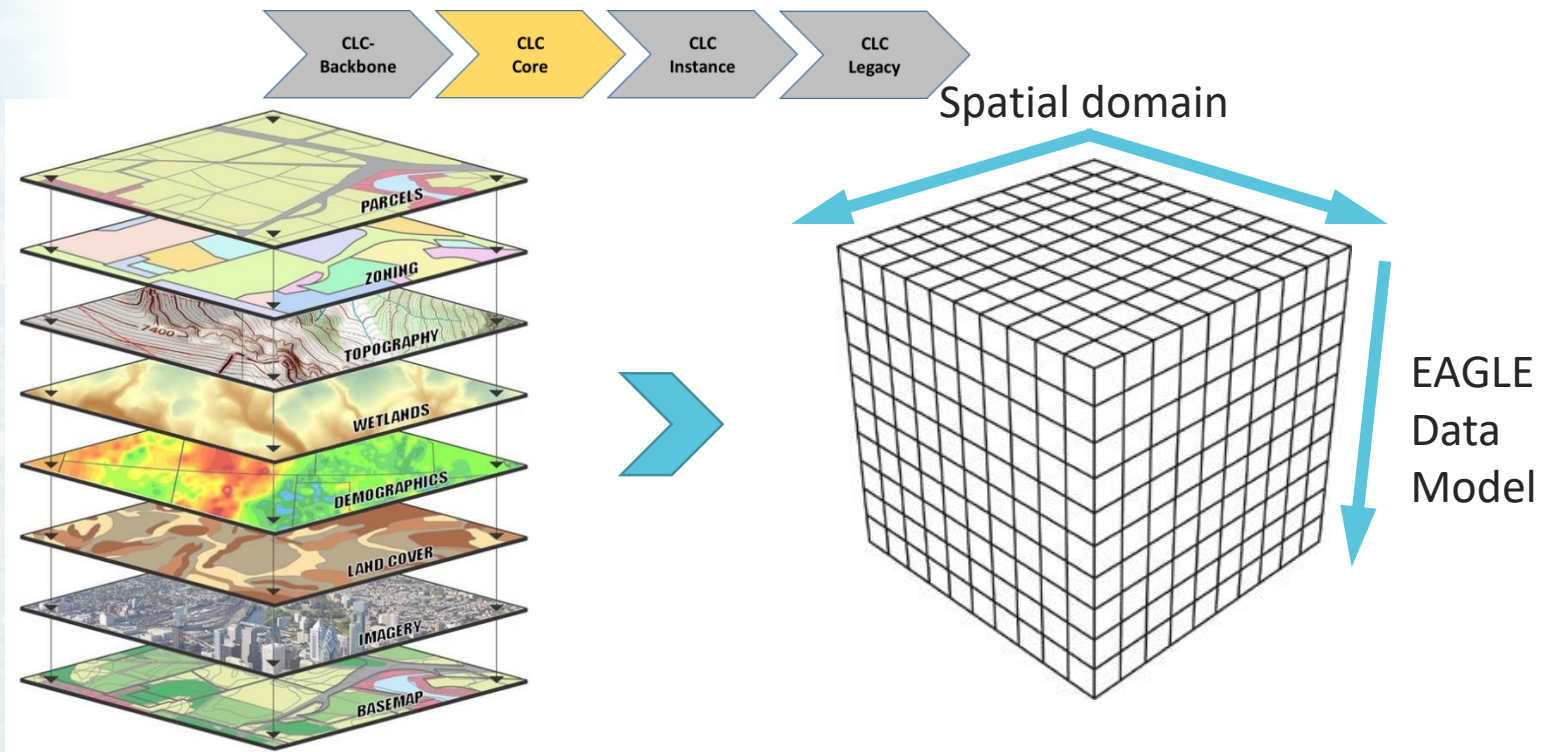 CLC-
Backbone
CLC
Core
CLC
Instance
CLC
Legacy
Spatial domain
PARCELS
ZONING
7400
TOPOGRAPHY
WETLANDS
DEMOGRAPHICS
LAND COVER
IMAGERY
BASEMAP
EAGLE
Data
Model